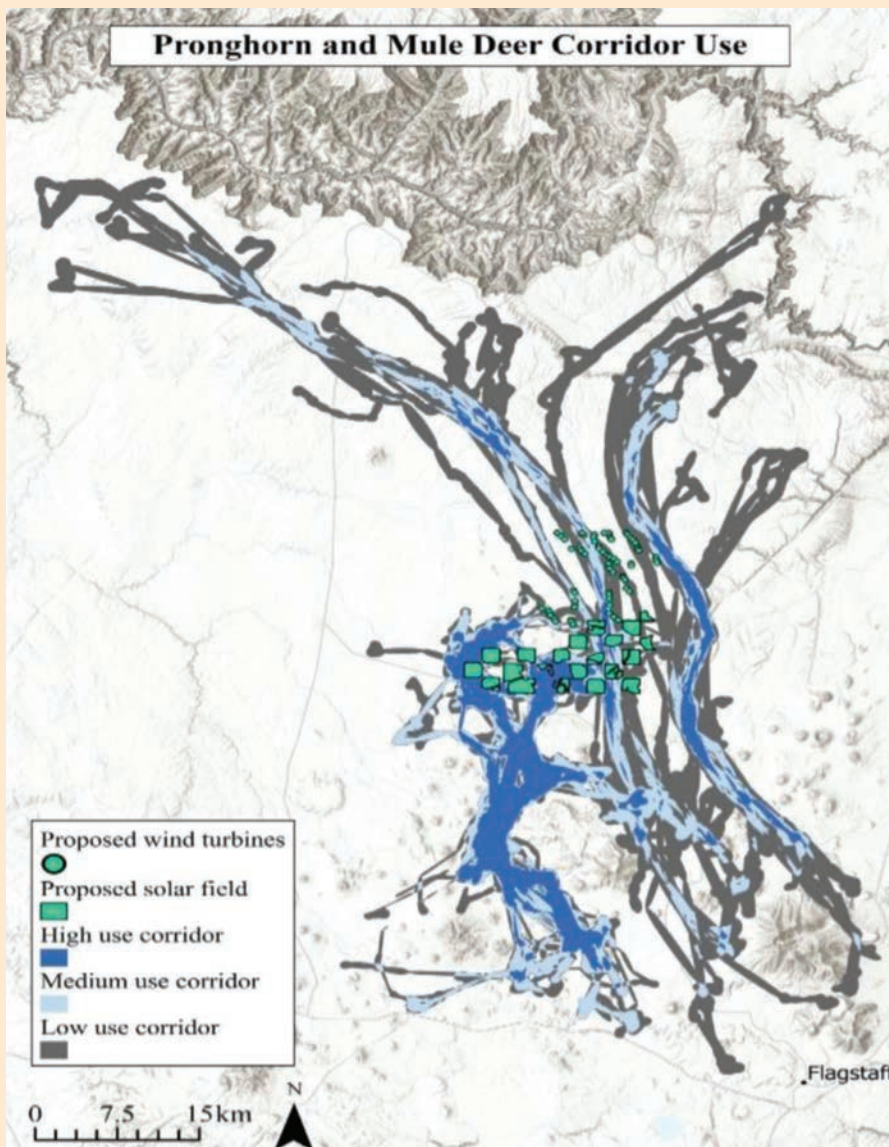 Pronghorn and Mule Deer Corridor Use
Proposed wind turbines
Proposed solar field
High use corridor
Medium use corridor
Low use corridor
N
0 7.5 15km
Flagstaff